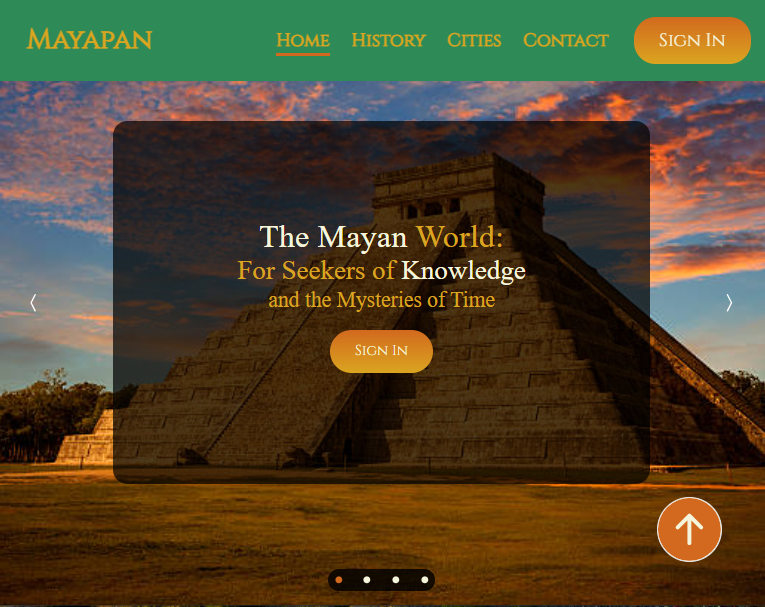 Mayapan
Home History Cities Contact Sign In
The Mayan World:
For Seekers of Knowledge
and the Mysteries of Time
Sign In